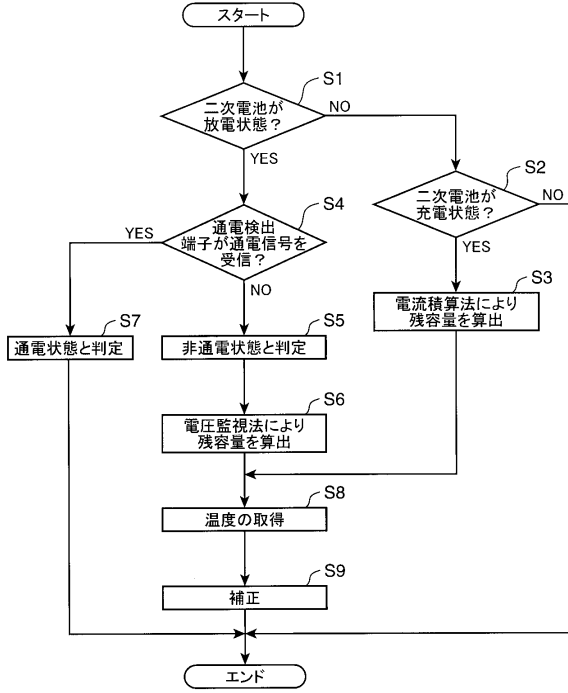 スタート
S1
二次電池が
放電状態？
NO
YES
S2
二次電池が
充電状態？
NO
YES
S4
通電検出
端子が通電信号を
受信？
YES
NO
S3
電流積算法により
残容量を算出
S7
通電状態と判定
S5
非通電状態と判定
S6
電圧監視法により
残容量を算出
S8
温度の取得
S9
補正
エンド